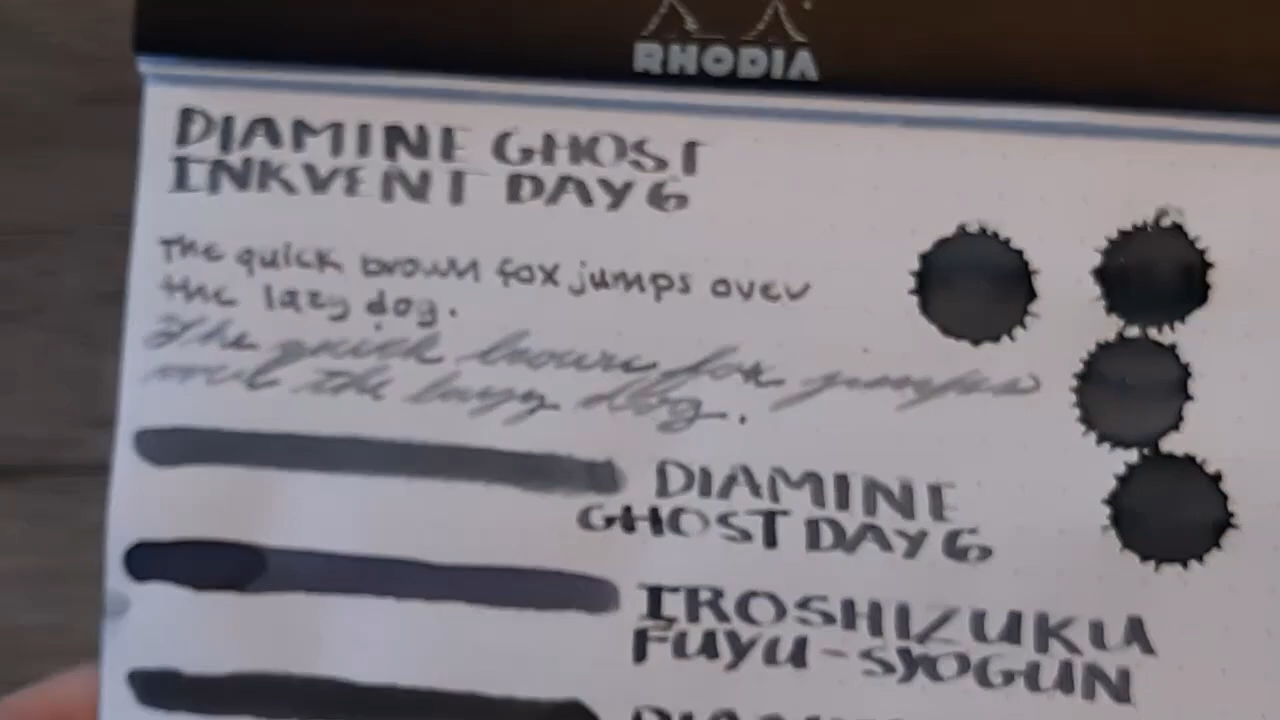 RHODIA
DIAMINE GHOST
INKVENT DAY 6
The quick brown fox jumps over
the lazy dog.
The quick brown fox jumps
over the lazy dog.
DIAMINE
GHOST DAY 6
IROSHIZUKU
FUYU-SYOGUN